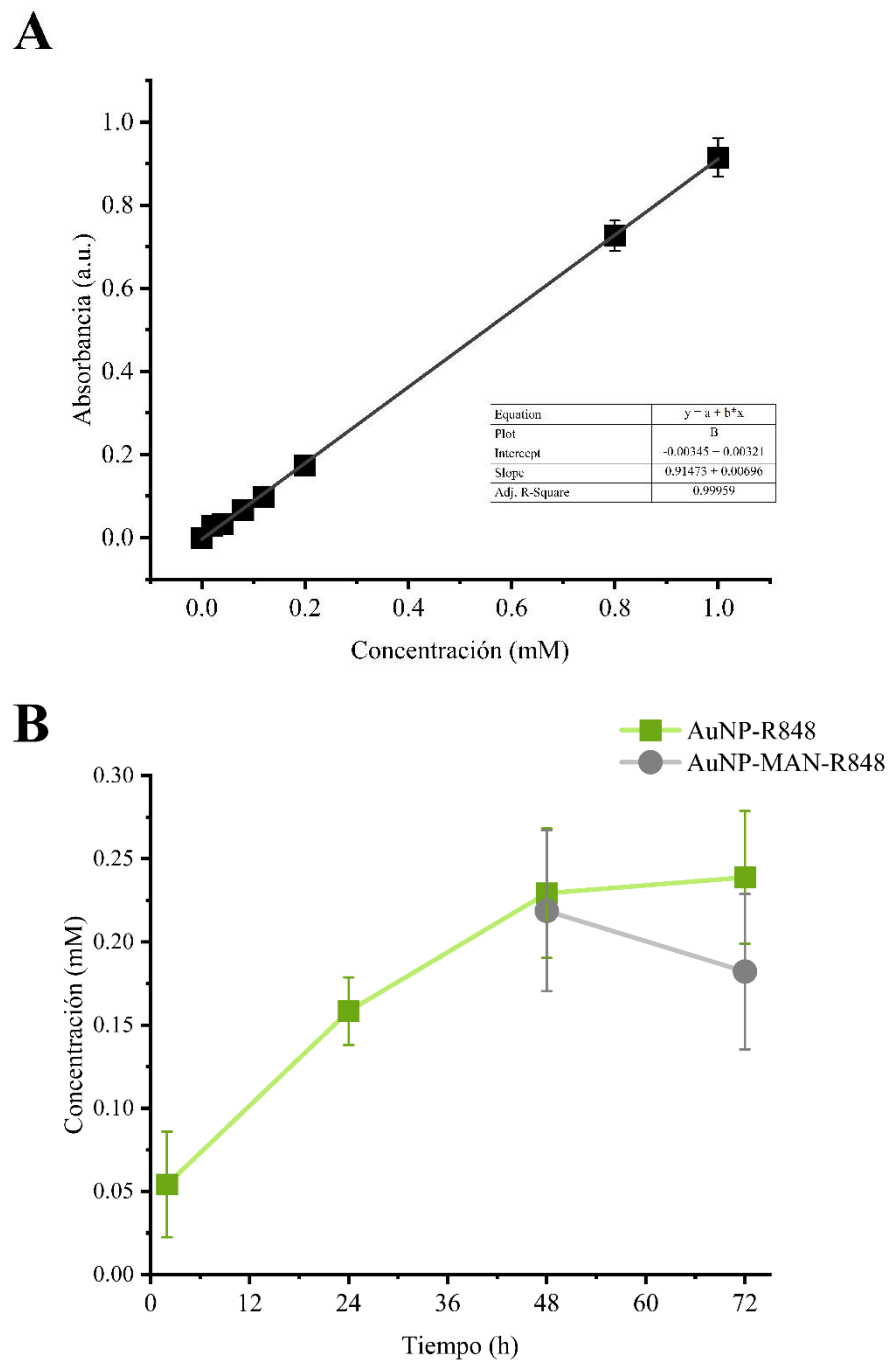 A
1.0
0.8
0.6
0.4
0.2
0.0
Absorbancia (a.u.)
Equation y = a + b*x
Plot B
Intercept -0.00345 − 0.00321
Slope 0.91473 + 0.00696
Adj. R-Square 0.99959
0.0 0.2 0.4 0.6 0.8 1.0
Concentración (mM)
B
AuNP-R848
AuNP-MAN-R848
0.30
0.25
0.20
0.15
0.10
0.05
0.00
Concentración (mM)
0 12 24 36 48 60 72
Tiempo (h)